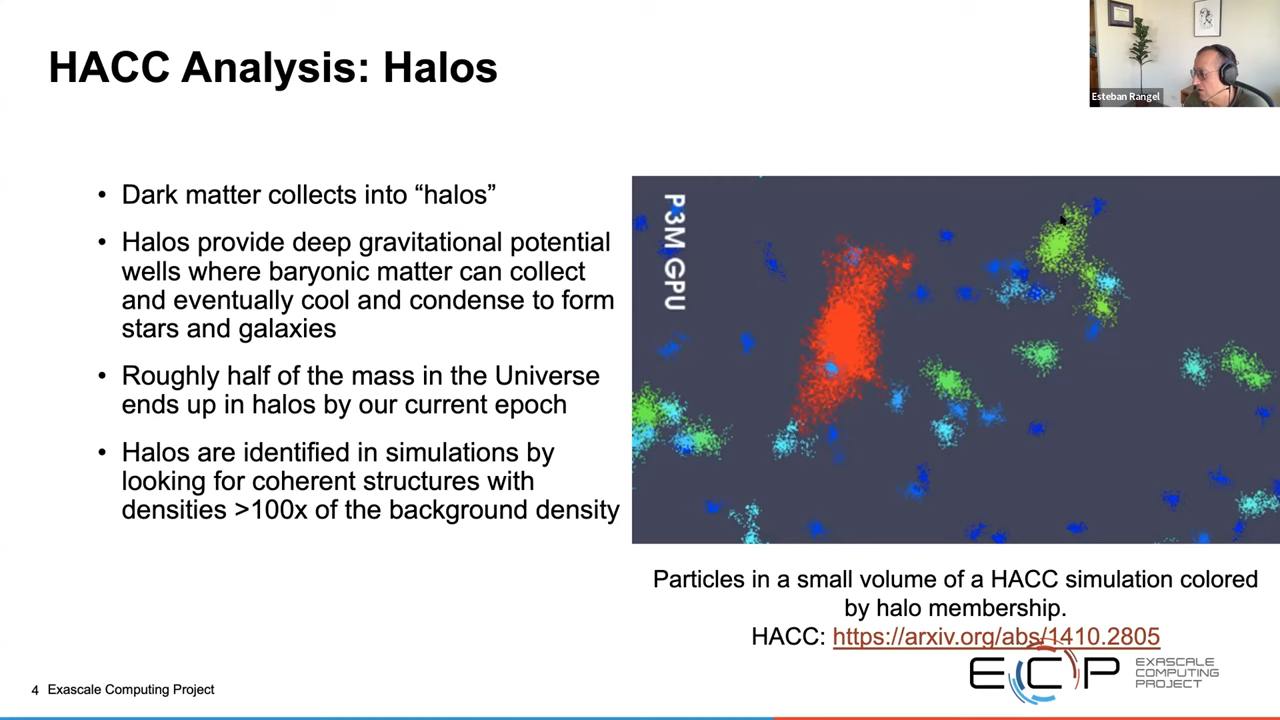 HACC Analysis: Halos
Esteban Rangel
• Dark matter collects into “halos”
• Halos provide deep gravitational potential
wells where baryonic matter can collect
and eventually cool and condense to form
stars and galaxies
• Roughly half of the mass in the Universe
ends up in halos by our current epoch
• Halos are identified in simulations by
looking for coherent structures with
densities >100x of the background density
P3M GPU
Particles in a small volume of a HACC simulation colored
by halo membership.
HACC: https://arxiv.org/abs/1410.2805
4 Exascale Computing Project
ECP
EXASCALE
COMPUTING
PROJECT